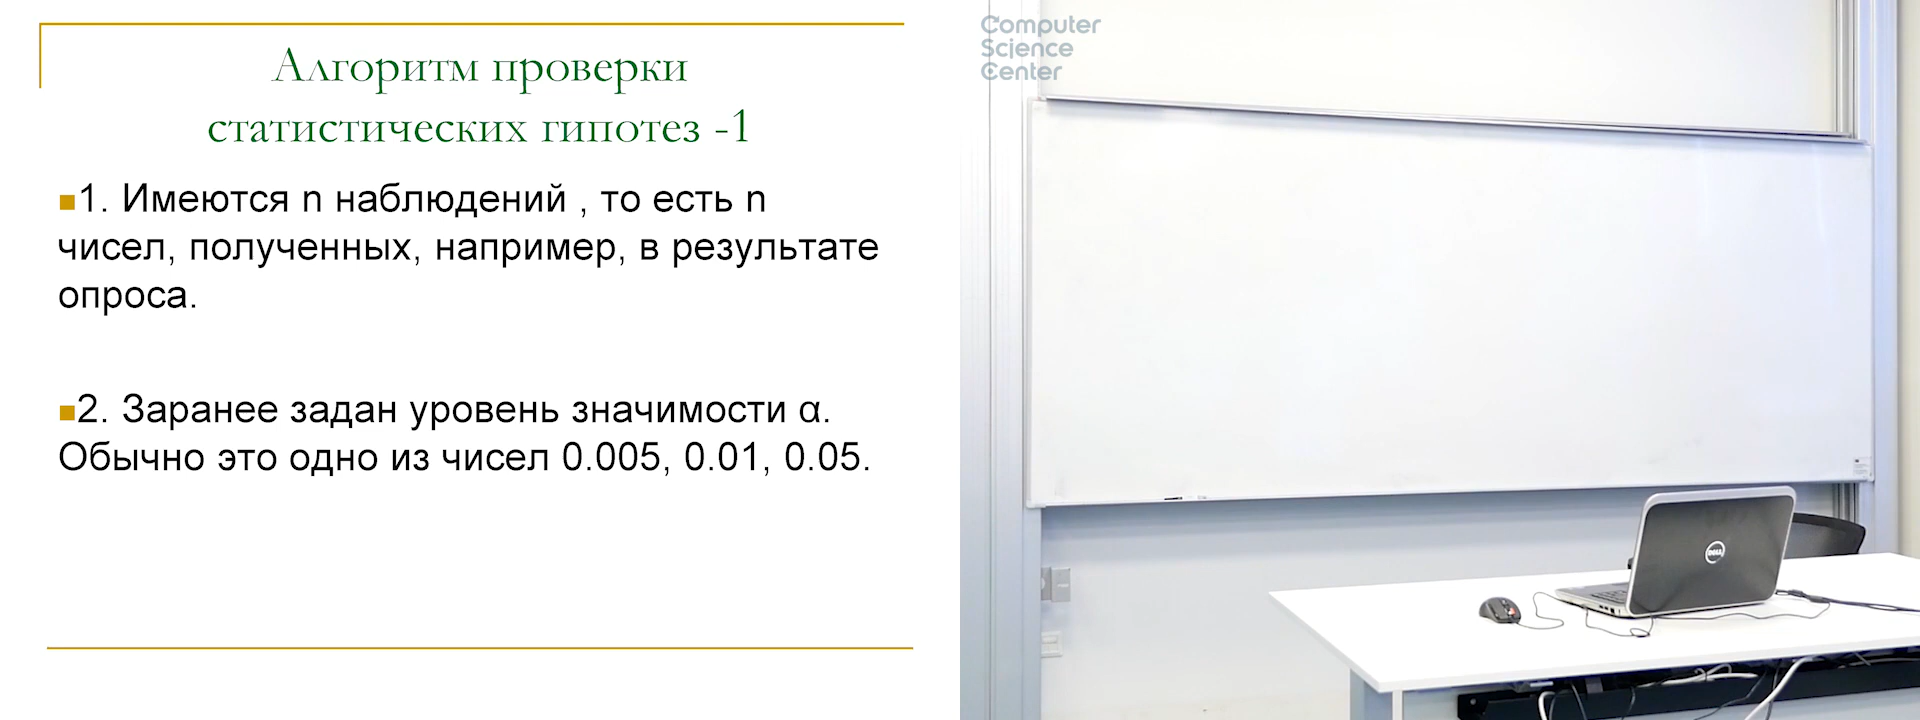 Алгоритм проверки
статистических гипотез -1
1. Имеются n наблюдений , то есть n
чисел, полученных, например, в результате
опроса.
2. Заранее задан уровень значимости α.
Обычно это одно из чисел 0.005, 0.01, 0.05.
Computer
Science
Center
DELL